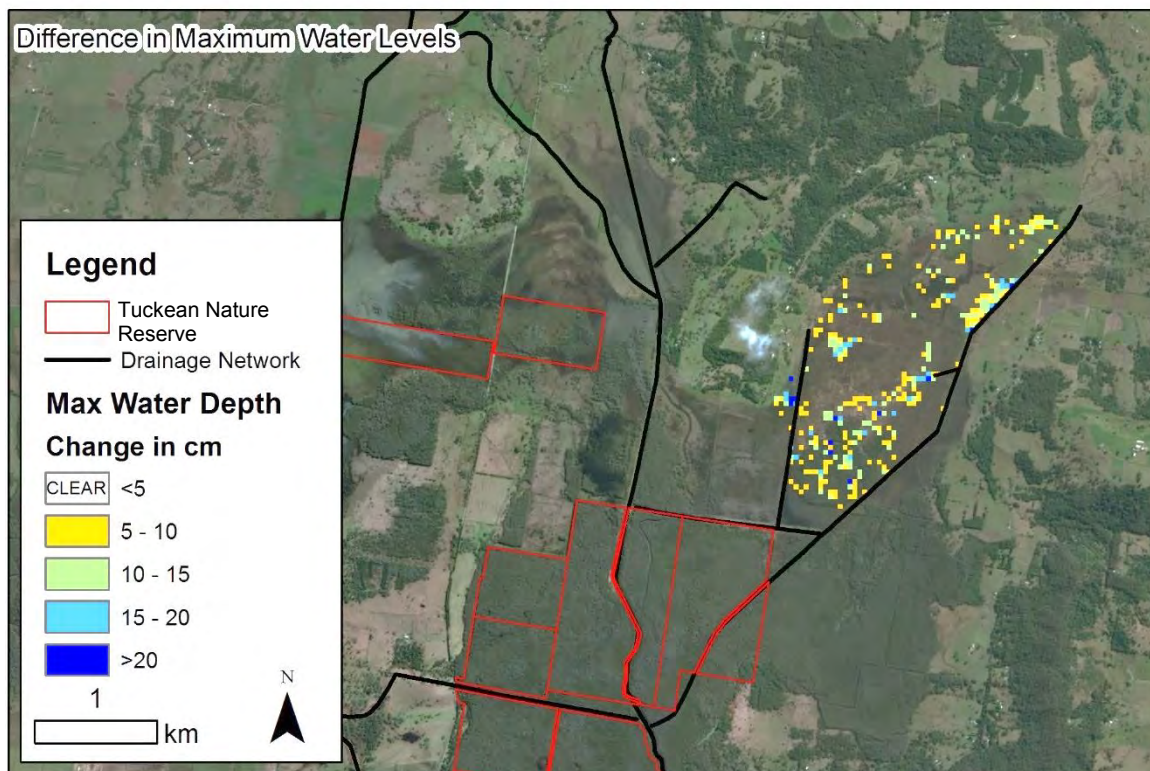 Difference in Maximum Water Levels
Legend
Tuckean Nature
Reserve
Drainage Network
Max Water Depth
Change in cm
CLEAR <5
5 - 10
10 - 15
15 - 20
>20
1
km
N